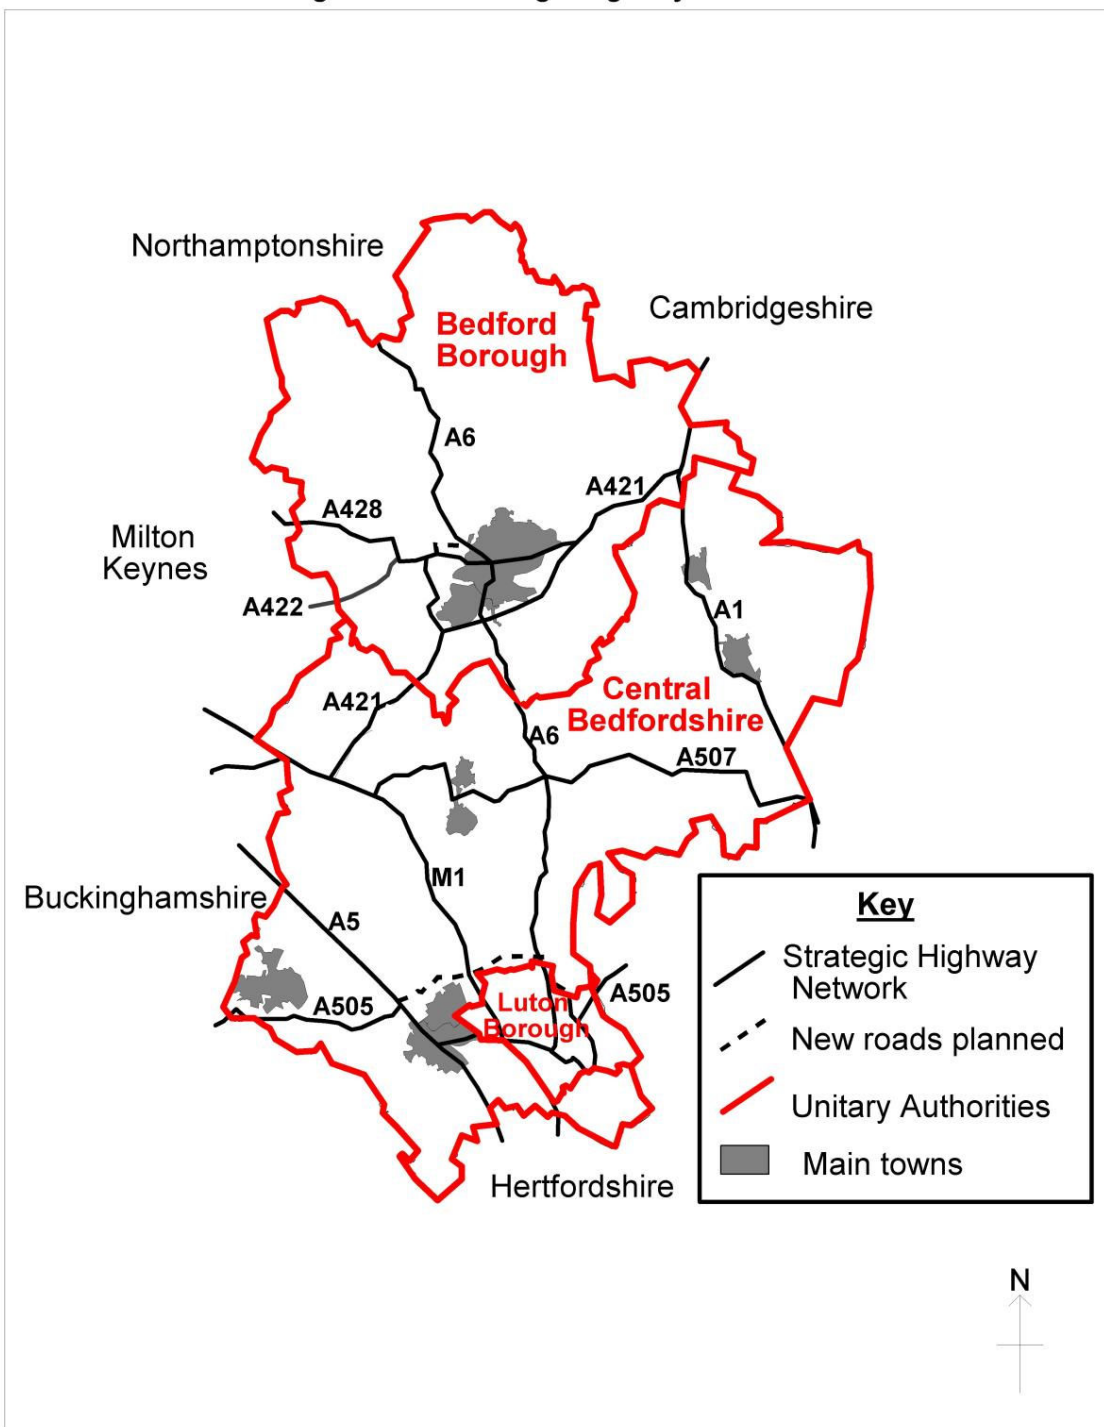 Northamptonshire
Cambridgeshire
Bedford
Borough
A6
A421
A428
Milton
Keynes
A422
A1
Central
Bedfordshire
A421
A6
A507
M1
Buckinghamshire
A5
A505
Luton
Borough
A505
Hertfordshire
Key
Strategic Highway
Network
New roads planned
Unitary Authorities
Main towns
N